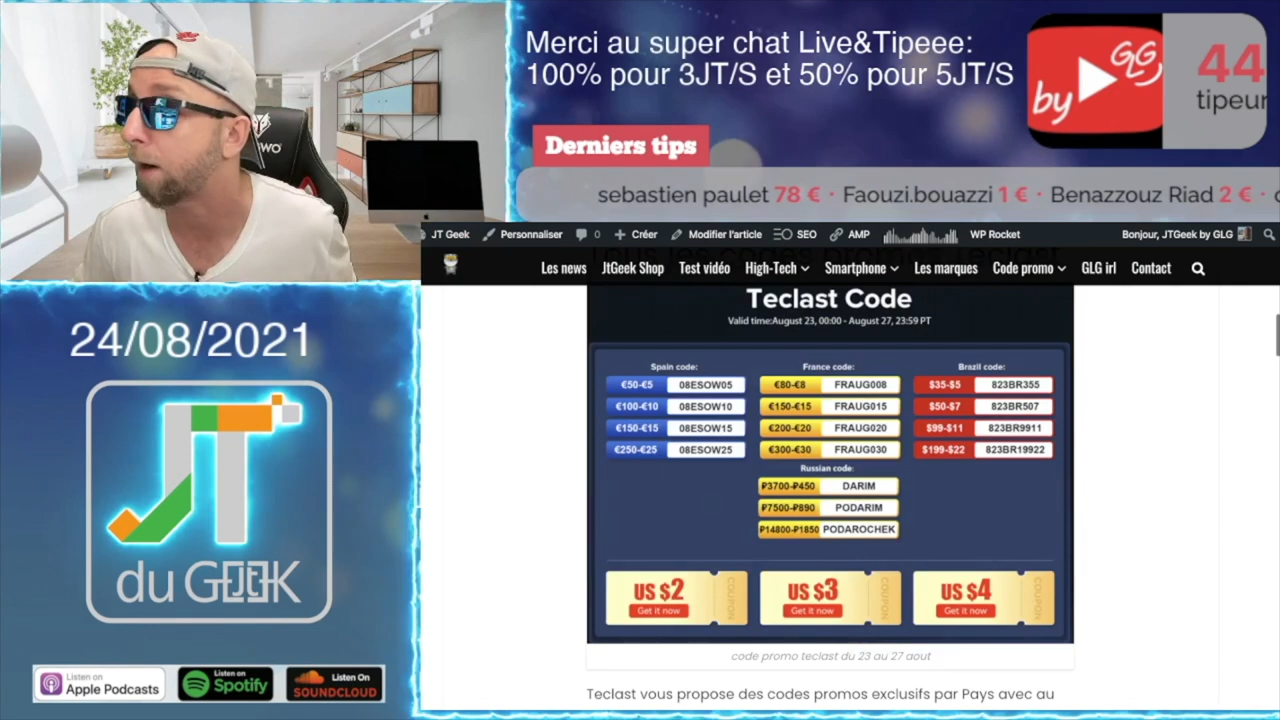 Merci au super chat Live&Tipeee:
100% pour 3JT/S et 50% pour 5JT/S
by GLG
44
tipeur
Derniers tips
sebastien paulet 78 € · Faouzi.bouazzi 1 € · Benazzouz Riad 2 € ·
JT Geek Personnaliser 0 Créer Modifier l'article SEO AMP WP Rocket Bonjour, JTGeek by GLG
Les news JtGeek Shop Test vidéo High-Tech Smartphone Les marques Code promo GLG irl Contact
24/08/2021
JT
du GEEK
Listen on
Apple Podcasts
Listen on
Spotify
Listen On
SOUNDCLOUD
Teclast Code
Valid time:August 23, 00:00 - August 27, 23:59 PT
Spain code:
€50-€5 08ESOW05
€100-€10 08ESOW10
€150-€15 08ESOW15
€250-€25 08ESOW25
France code:
€80-€8 FRAUG008
€150-€15 FRAUG015
€200-€20 FRAUG020
€300-€30 FRAUG030
Brazil code:
$35-$5 823BR355
$50-$7 823BR507
$99-$11 823BR9911
$199-$22 823BR19922
Russian code:
₽3700-₽450 DARIM
₽7500-₽890 PODARIM
₽14800-₽1850 PODAROCHEK
US $2
Get it now
COUPON
US $3
Get it now
COUPON
US $4
Get it now
COUPON
code promo teclast du 23 au 27 aout
Teclast vous propose des codes promos exclusifs par Pays avec au